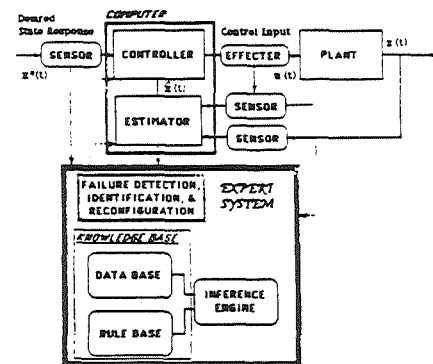 COMPUTER
Desired
State Response
Control Input
SENSOR
CONTROLLER
EFFECTER
PLANT
x(t)
x*(t)
x̂(t)
u(t)
ESTIMATOR
SENSOR
SENSOR
FAILURE DETECTION,
IDENTIFICATION, &
RECONFIGURATION
EXPERT
SYSTEM
KNOWLEDGE BASE
DATA BASE
INFERENCE
ENGINE
RULE BASE